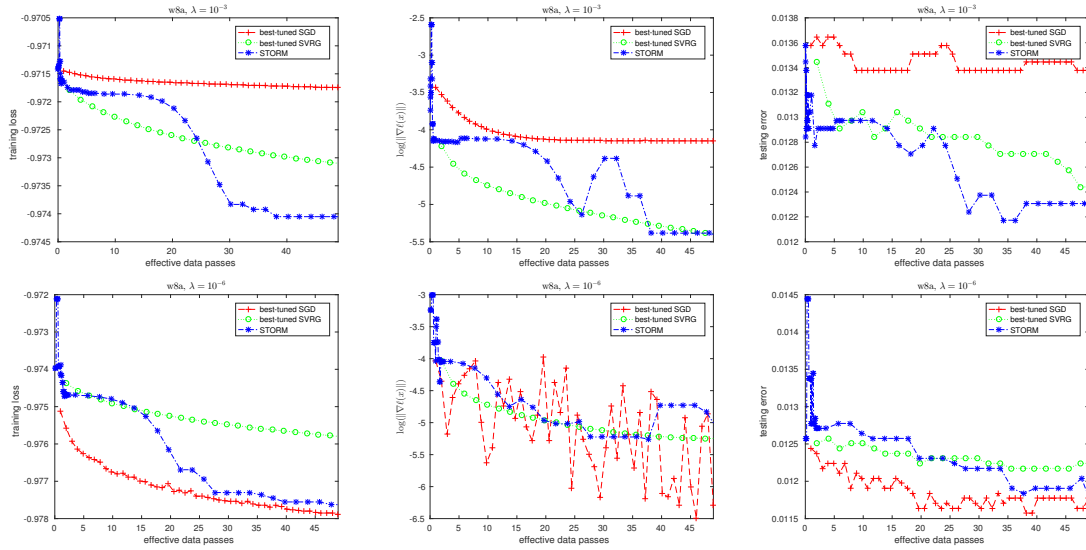 w8a, λ = 10⁻³
best-tuned SGD
best-tuned SVRG
STORM
training loss
-0.9705
-0.971
-0.9715
-0.972
-0.9725
-0.973
-0.9735
-0.974
-0.9745
0 10 20 30 40
effective data passes
w8a, λ = 10⁻³
best-tuned SGD
best-tuned SVRG
STORM
log(||∇ℓ(x)||)
-2.5
-3
-3.5
-4
-4.5
-5
-5.5
0 5 10 15 20 25 30 35 40 45
effective data passes
w8a, λ = 10⁻³
best-tuned SGD
best-tuned SVRG
STORM
testing error
0.0138
0.0136
0.0134
0.0132
0.013
0.0128
0.0126
0.0124
0.0122
0.012
0 5 10 15 20 25 30 35 40 45
effective data passes
w8a, λ = 10⁻⁶
best-tuned SGD
best-tuned SVRG
STORM
training loss
-0.972
-0.973
-0.974
-0.975
-0.976
-0.977
-0.978
0 10 20 30 40
effective data passes
w8a, λ = 10⁻⁶
best-tuned SGD
best-tuned SVRG
STORM
log(||∇ℓ(x)||)
-3
-3.5
-4
-4.5
-5
-5.5
-6
-6.5
0 5 10 15 20 25 30 35 40 45
effective data passes
w8a, λ = 10⁻⁶
best-tuned SGD
best-tuned SVRG
STORM
testing error
0.0145
0.014
0.0135
0.013
0.0125
0.012
0.0115
0 5 10 15 20 25 30 35 40 45
effective data passes